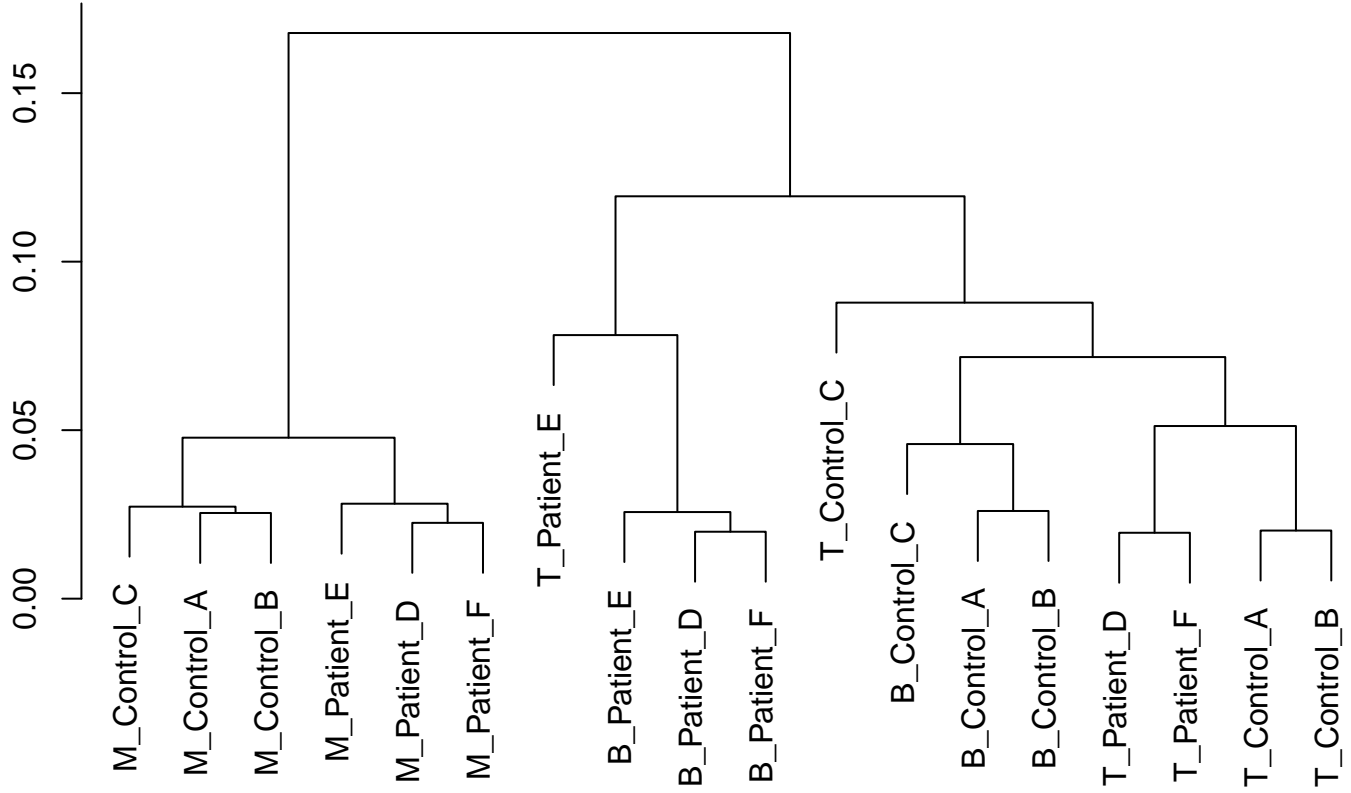 0.15
0.10
0.05
0.00
M_Control_C
M_Control_A
M_Control_B
M_Patient_E
M_Patient_D
M_Patient_F
T_Patient_E
B_Patient_E
B_Patient_D
B_Patient_F
T_Control_C
B_Control_C
B_Control_A
B_Control_B
T_Patient_D
T_Patient_F
T_Control_A
T_Control_B